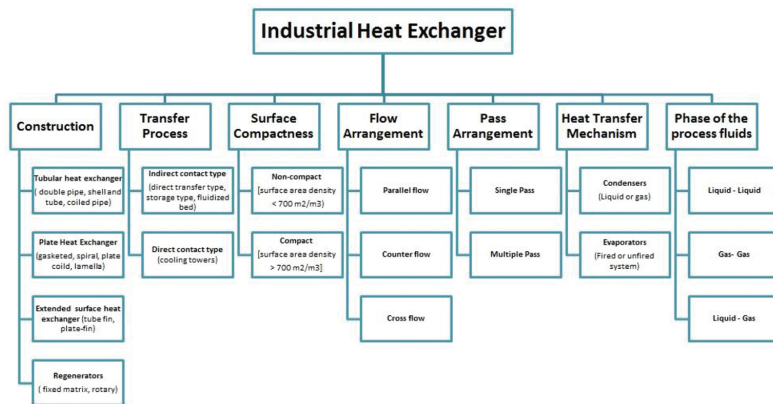 Industrial Heat Exchanger
Construction
Tubular heat exchanger
( double pipe, shell and
tube, coiled pipe)
Plate Heat Exchanger
(gasketed, spiral, plate
coild, lamella)
Extended surface heat
exchanger (tube fin,
plate-fin)
Regenerators
( fixed matrix, rotary)
Transfer
Process
Indirect contact type
(direct transfer type,
storage type, fluidized
bed)
Direct contact type
(cooling towers)
Surface
Compactness
Non-compact
[surface area density
< 700 m2/m3)
Compact
[surface area density
> 700 m2/m3]
Flow
Arrangement
Parallel flow
Counter flow
Cross flow
Pass
Arrangement
Single Pass
Multiple Pass
Heat Transfer
Mechanism
Condensers
(Liquid or gas)
Evaporators
(Fired or unfired
system)
Phase of the
process fluids
Liquid - Liquid
Gas- Gas
Liquid - Gas